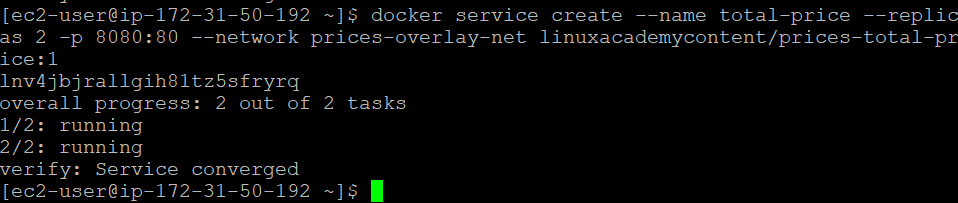 [ec2-user@ip-172-31-50-192 ~]$ docker service create --name total-price --replic
as 2 -p 8080:80 --network prices-overlay-net linuxacademycontent/prices-total-pr
ice:1
lnv4jbjrallgih81tz5sfryrq
overall progress: 2 out of 2 tasks
1/2: running
2/2: running
verify: Service converged
[ec2-user@ip-172-31-50-192 ~]$